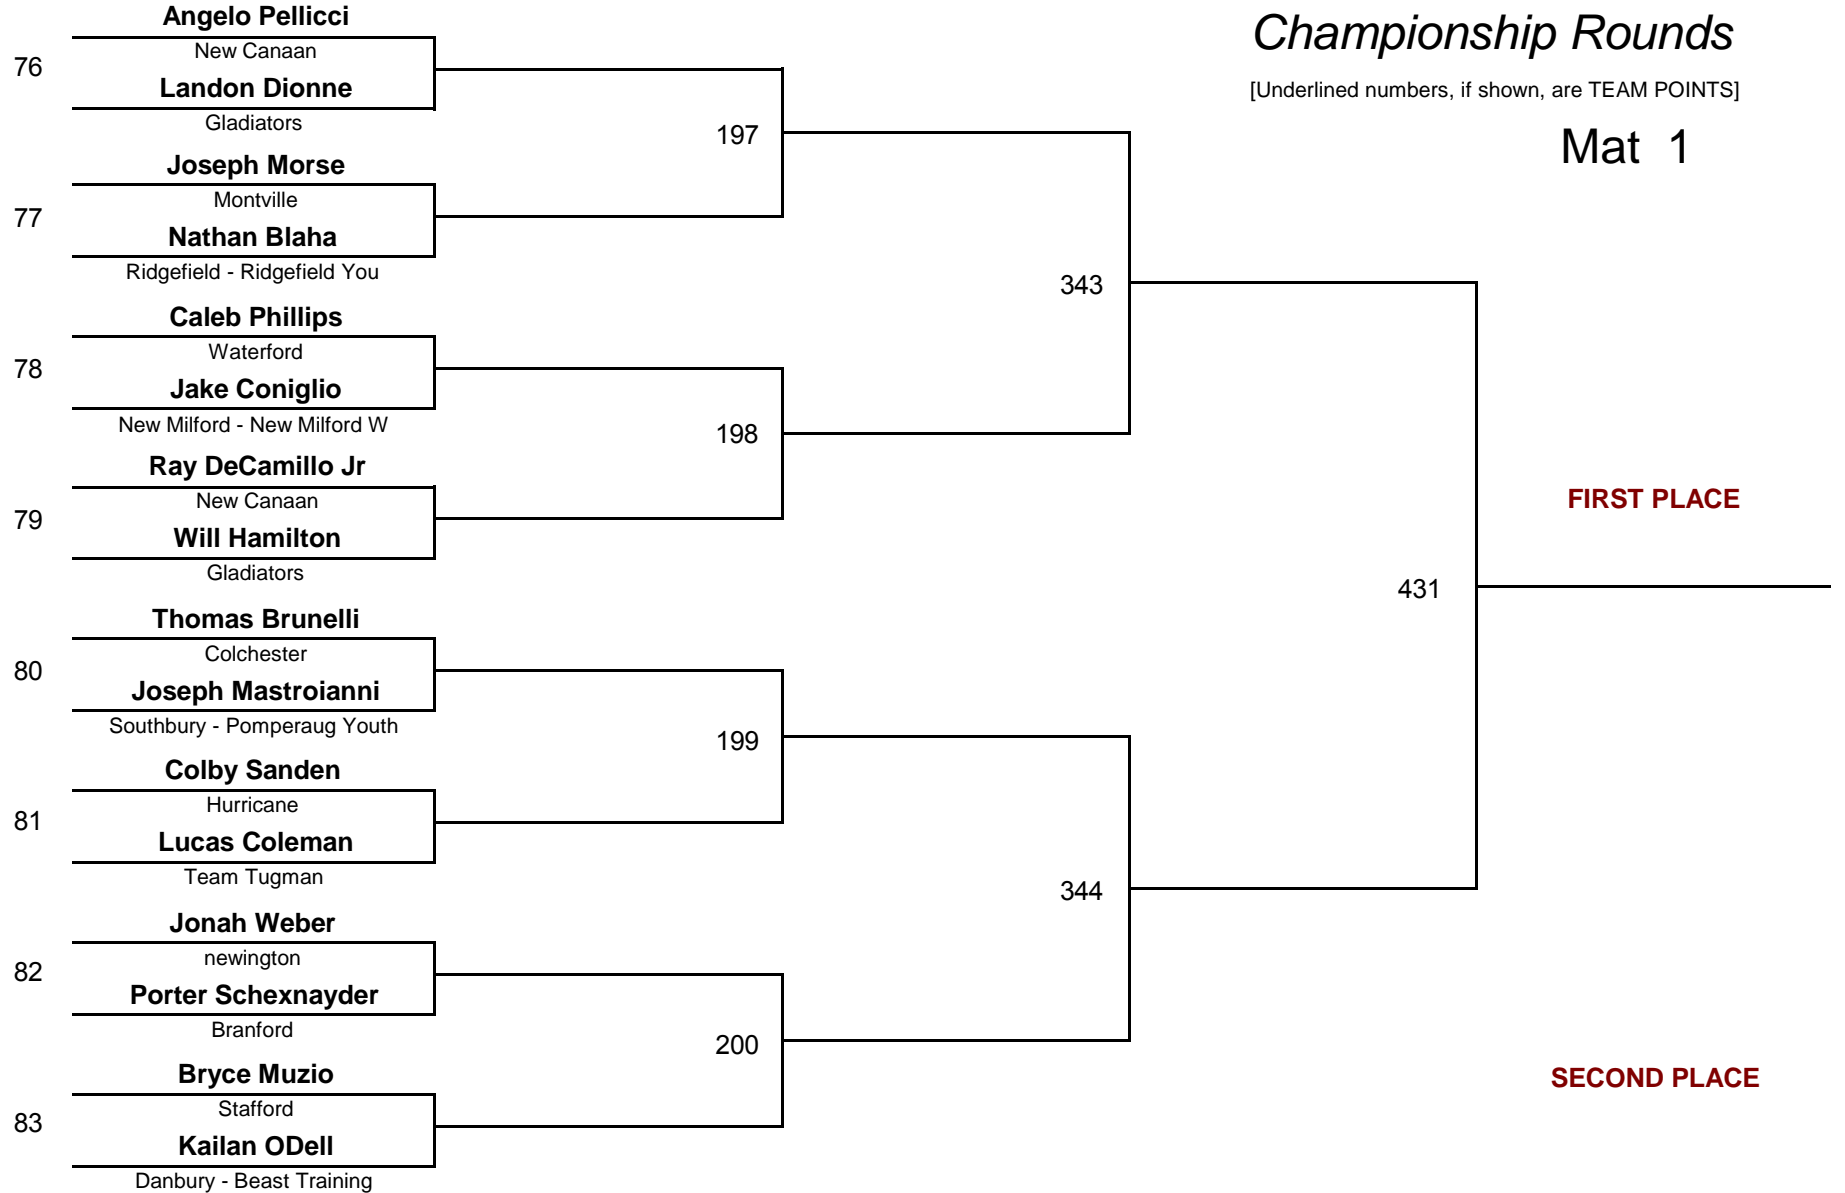 Angelo Pellicci
Championship Rounds
76
New Canaan
Landon Dionne
[Underlined numbers, if shown, are TEAM POINTS]
Gladiators
197
Mat 1
Joseph Morse
77
Montville
Nathan Blaha
Ridgefield - Ridgefield You
343
Caleb Phillips
78
Waterford
Jake Coniglio
New Milford - New Milford W
198
Ray DeCamillo Jr
79
New Canaan
FIRST PLACE
Will Hamilton
Gladiators
431
Thomas Brunelli
80
Colchester
Joseph Mastroianni
Southbury - Pomperaug Youth
199
Colby Sanden
81
Hurricane
Lucas Coleman
Team Tugman
344
Jonah Weber
82
newington
Porter Schexnayder
Branford
200
Bryce Muzio
SECOND PLACE
83
Stafford
Kailan ODell
Danbury - Beast Training